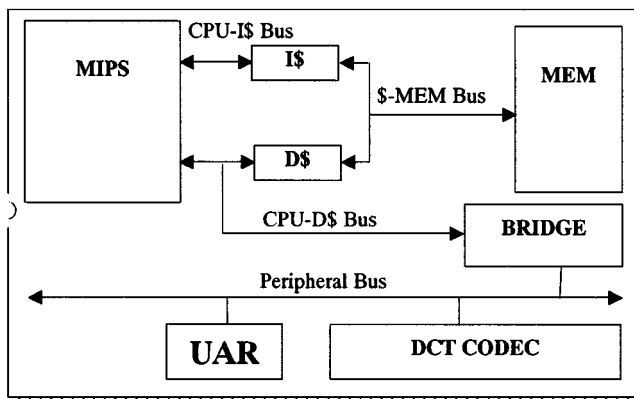 CPU-I$ Bus
MIPS
I$
MEM
$-MEM Bus
D$
CPU-D$ Bus
BRIDGE
Peripheral Bus
UAR
DCT CODEC